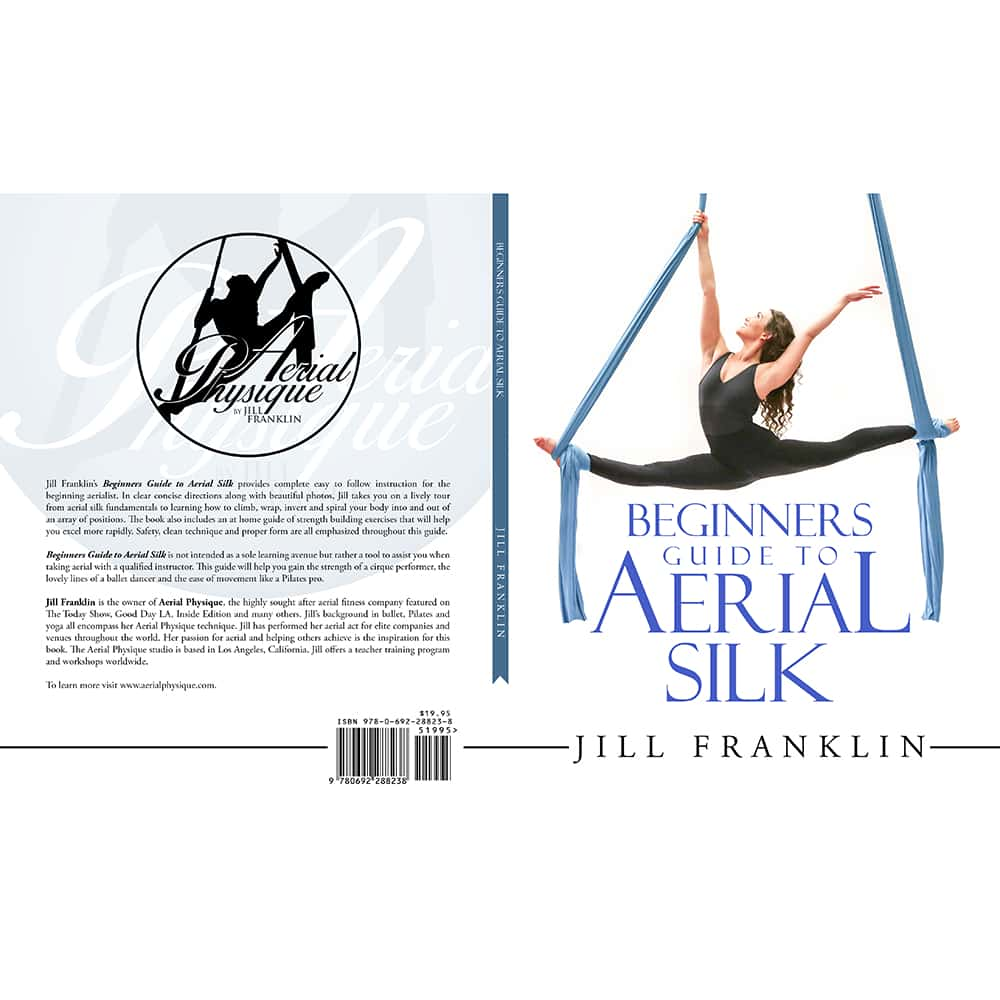 Aerial
Physique
BY JILL
FRANKLIN
Jill Franklin's Beginners Guide to Aerial Silk provides complete easy to follow instruction for the
beginning aerialist. In clear concise directions along with beautiful photos, Jill takes you on a lively tour
from aerial silk fundamentals to learning how to climb, wrap, invert and spiral your body into and out of
an array of positions. The book also includes an at home guide of strength building exercises that will help
you excel more rapidly. Safety, clean technique and proper form are all emphasized throughout this guide.
Beginners Guide to Aerial Silk is not intended as a sole learning avenue but rather a tool to assist you when
taking aerial with a qualified instructor. This guide will help you gain the strength of a cirque performer, the
lovely lines of a ballet dancer and the ease of movement like a Pilates pro.
Jill Franklin is the owner of Aerial Physique, the highly sought after aerial fitness company featured on
The Today Show, Good Day LA, Inside Edition and many others. Jill's background in ballet, Pilates and
yoga all encompass her Aerial Physique technique. Jill has performed her aerial act for elite companies and
venues throughout the world. Her passion for aerial and helping others achieve is the inspiration for this
book. The Aerial Physique studio is based in Los Angeles, California. Jill offers a teacher training program
and workshops worldwide.
To learn more visit www.aerialphysique.com.
$19.95
ISBN 978-0-692-28823-8
51995>
9 780692 288238
BEGINNERS GUIDE TO AERIAL SILK
JILL FRANKLIN
BEGINNERS
GUIDE TO
AERIAL
SILK
JILL FRANKLIN